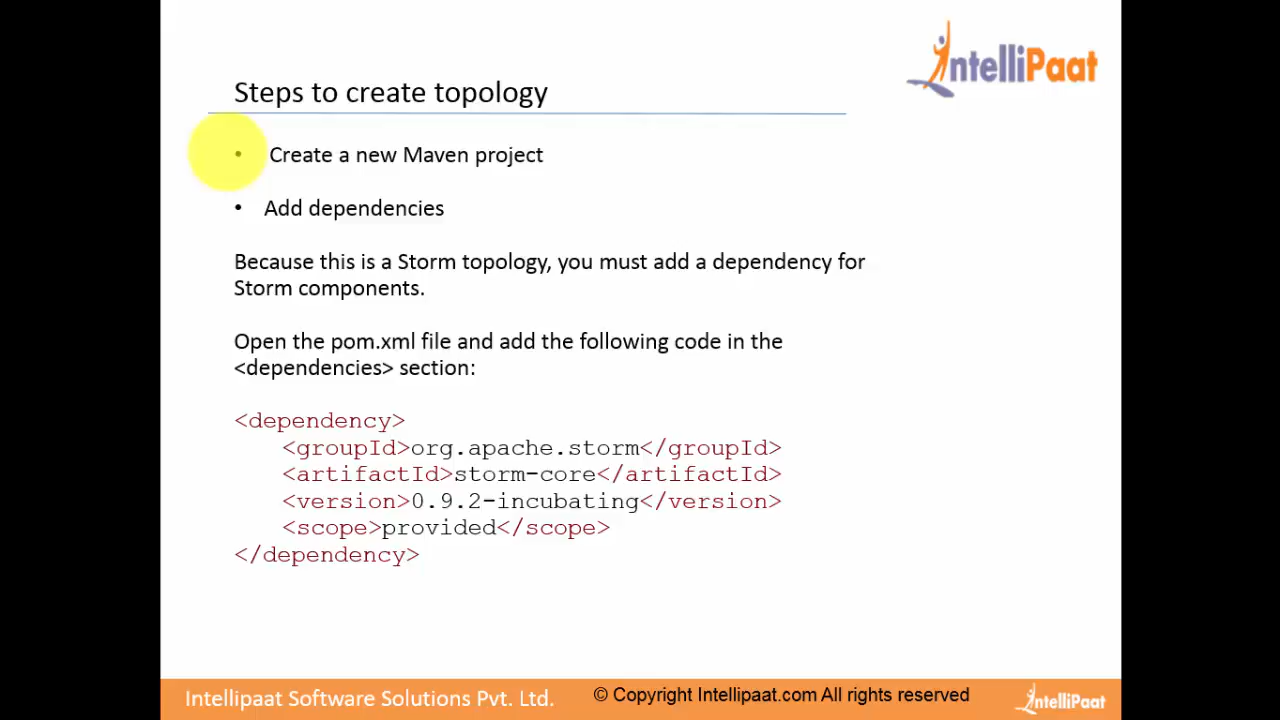 IntelliPaat
Steps to create topology
• Create a new Maven project
• Add dependencies
Because this is a Storm topology, you must add a dependency for
Storm components.
Open the pom.xml file and add the following code in the
<dependencies> section:
<dependency>
<groupId>org.apache.storm</groupId>
<artifactId>storm-core</artifactId>
<version>0.9.2-incubating</version>
<scope>provided</scope>
</dependency>
Intellipaat Software Solutions Pvt. Ltd. © Copyright Intellipaat.com All rights reserved IntelliPaat